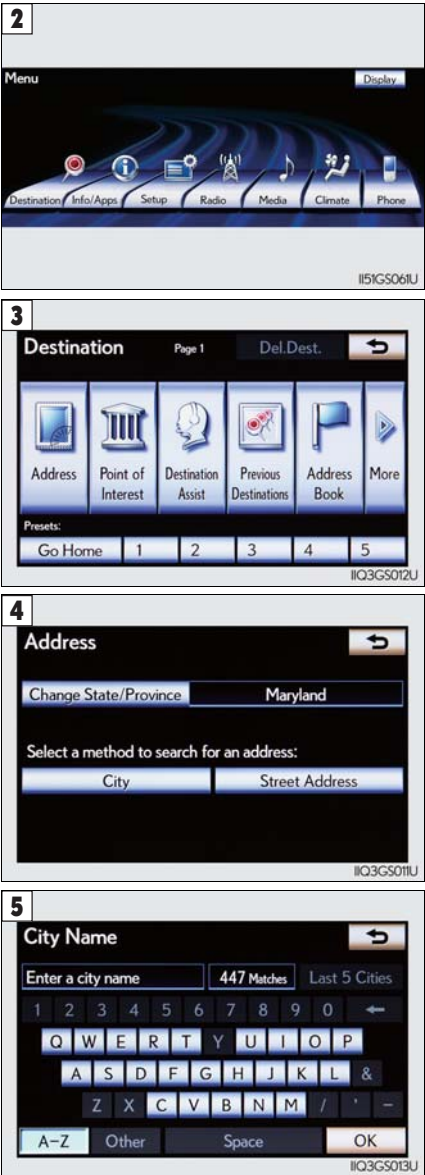 2
Menu Display
Destination Info/Apps Setup Radio Media Climate Phone
II51GS061U
3
Destination Page 1 Del.Dest.
Address Point of Interest Destination Assist Previous Destinations Address Book More
Presets:
Go Home 1 2 3 4 5
IIQ3GS012U
4
Address
Change State/Province Maryland
Select a method to search for an address:
City Street Address
IIQ3GS011U
5
City Name
Enter a city name 447 Matches Last 5 Cities
1 2 3 4 5 6 7 8 9 0
Q W E R T Y U I O P
A S D F G H J K L &
Z X C V B N M / ' -
A-Z Other Space OK
IIQ3GS013U